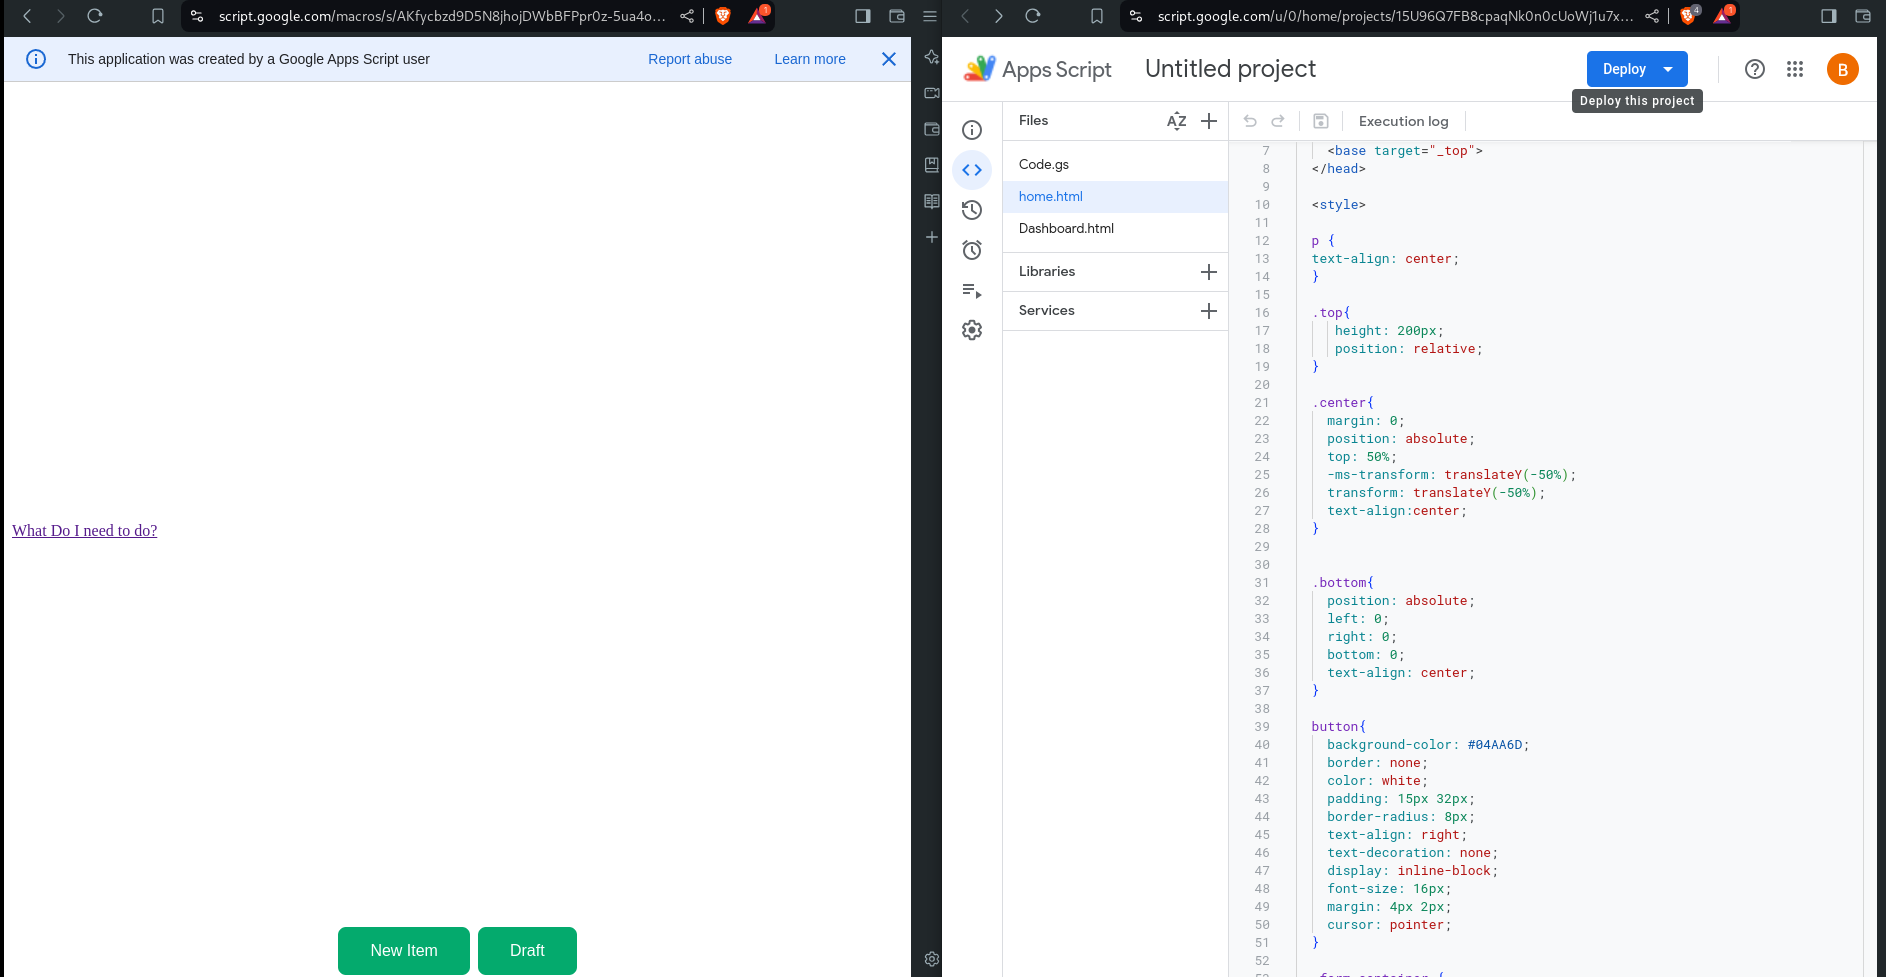 script.google.com/macros/s/AKfycbzd9D5N8jhojDWbBFPpr0z-5ua4o...
1
This application was created by a Google Apps Script user
Report abuse
Learn more
What Do I need to do?
New Item
Draft
script.google.com/u/0/home/projects/15U96Q7FB8cpaqNk0n0cUoWj1u7x...
4
1
Apps Script
Untitled project
Deploy
B
Deploy this project
Files
AZ
Execution log
Code.gs
home.html
Dashboard.html
Libraries
Services
7 <base target="_top">
8 </head>
9
10 <style>
11
12 p {
13 text-align: center;
14 }
15
16 .top{
17 height: 200px;
18 position: relative;
19 }
20
21 .center{
22 margin: 0;
23 position: absolute;
24 top: 50%;
25 -ms-transform: translateY(-50%);
26 transform: translateY(-50%);
27 text-align:center;
28 }
29
30
31 .bottom{
32 position: absolute;
33 left: 0;
34 right: 0;
35 bottom: 0;
36 text-align: center;
37 }
38
39 button{
40 background-color: #04AA6D;
41 border: none;
42 color: white;
43 padding: 15px 32px;
44 border-radius: 8px;
45 text-align: right;
46 text-decoration: none;
47 display: inline-block;
48 font-size: 16px;
49 margin: 4px 2px;
50 cursor: pointer;
51 }
52